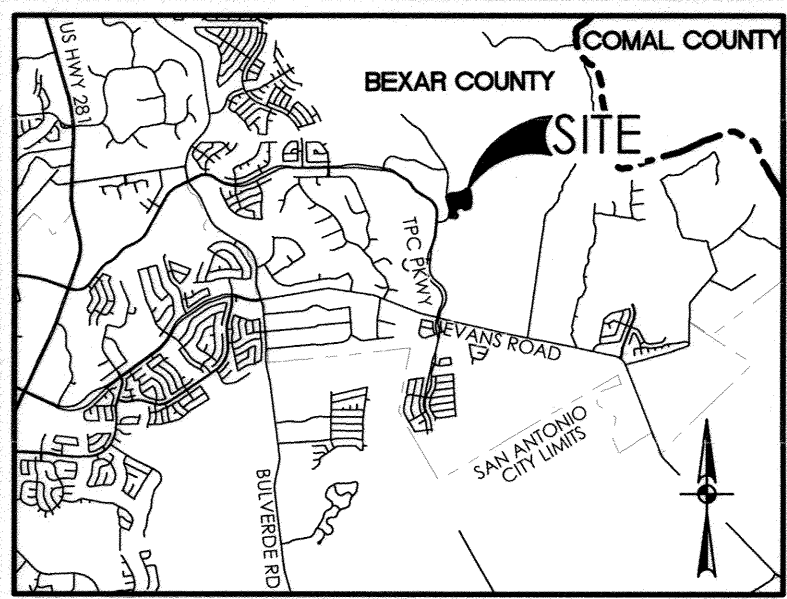 COMAL COUNTY
US HWY 281
BEXAR COUNTY
SITE
TPC PKWY
EVANS ROAD
SAN ANTONIO
CITY LIMITS
BULVERDE RD